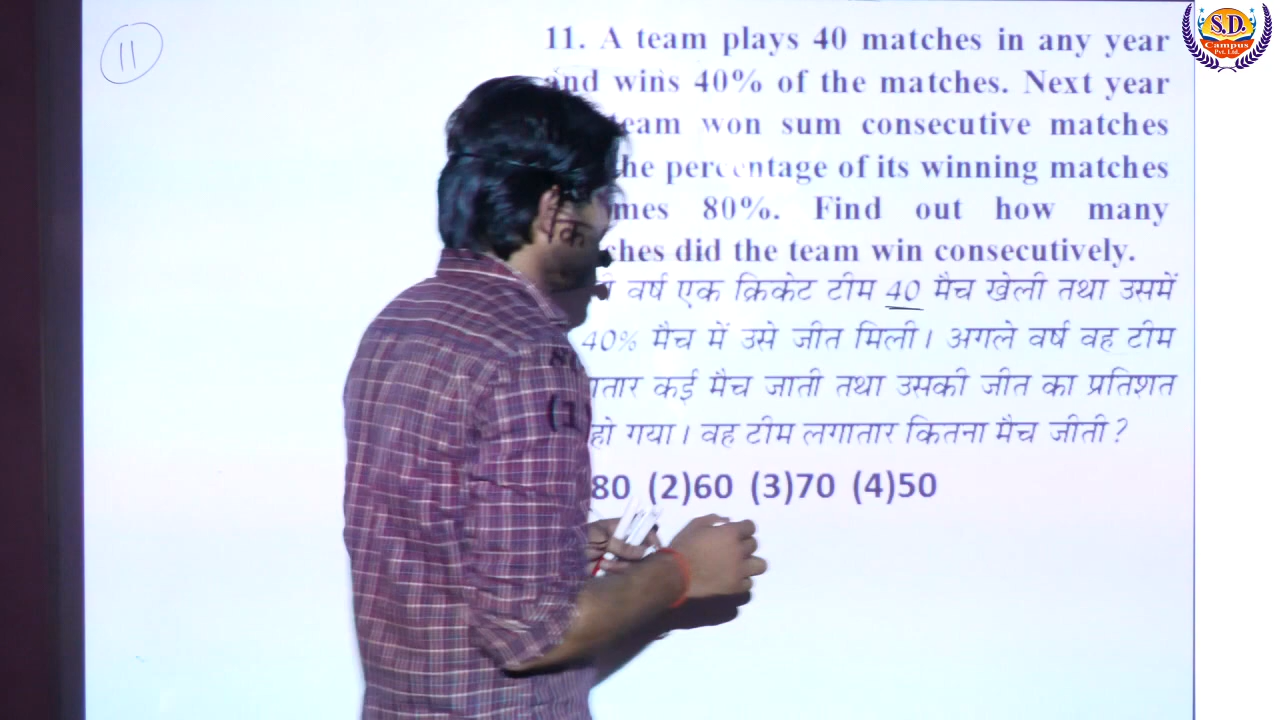 11
S.D.
Campus
Pvt. Ltd.
11. A team plays 40 matches in any year
and wins 40% of the matches. Next year
team won sum consecutive matches
the percentage of its winning matches
80%. Find out how many
did the team win consecutively.
वर्ष एक क्रिकेट टीम 40 मैच खेली तथा उसमें
40% मैच में उसे जीत मिली। अगले वर्ष वह टीम
कई मैच जाती तथा उसकी जीत का प्रतिशत
हो गया। वह टीम लगातार कितना मैच जीती ?
80 (2)60 (3)70 (4)50